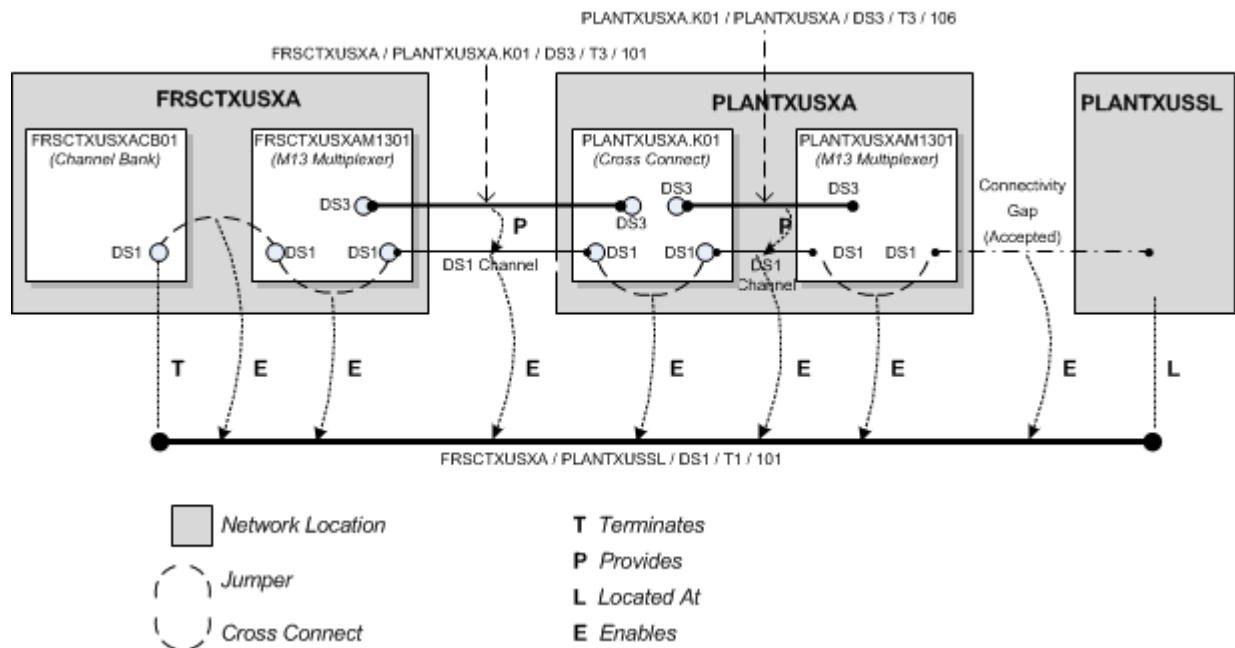 PLANTXUSXA.K01 / PLANTXUSXA / DS3 / T3 / 106
FRSCTXUSXA / PLANTXUSXA.K01 / DS3 / T3 / 101
FRSCTXUSXA
PLANTXUSXA
PLANTXUSSL
FRSCTXUSXACB01
(Channel Bank)
FRSCTXUSXAM1301
(M13 Multiplexer)
PLANTXUSXA.K01
(Cross Connect)
PLANTXUSXAM1301
(M13 Multiplexer)
Connectivity
Gap
(Accepted)
DS3
DS3
DS3
DS3
P
P
DS1
DS1
DS1
DS1 Channel
DS1
DS1
DS1
Channel
DS1
DS1
T
E
E
E
E
E
E
E
L
FRSCTXUSXA / PLANTXUSSL / DS1 / T1 / 101
Network Location
Jumper
Cross Connect
T Terminates
P Provides
L Located At
E Enables